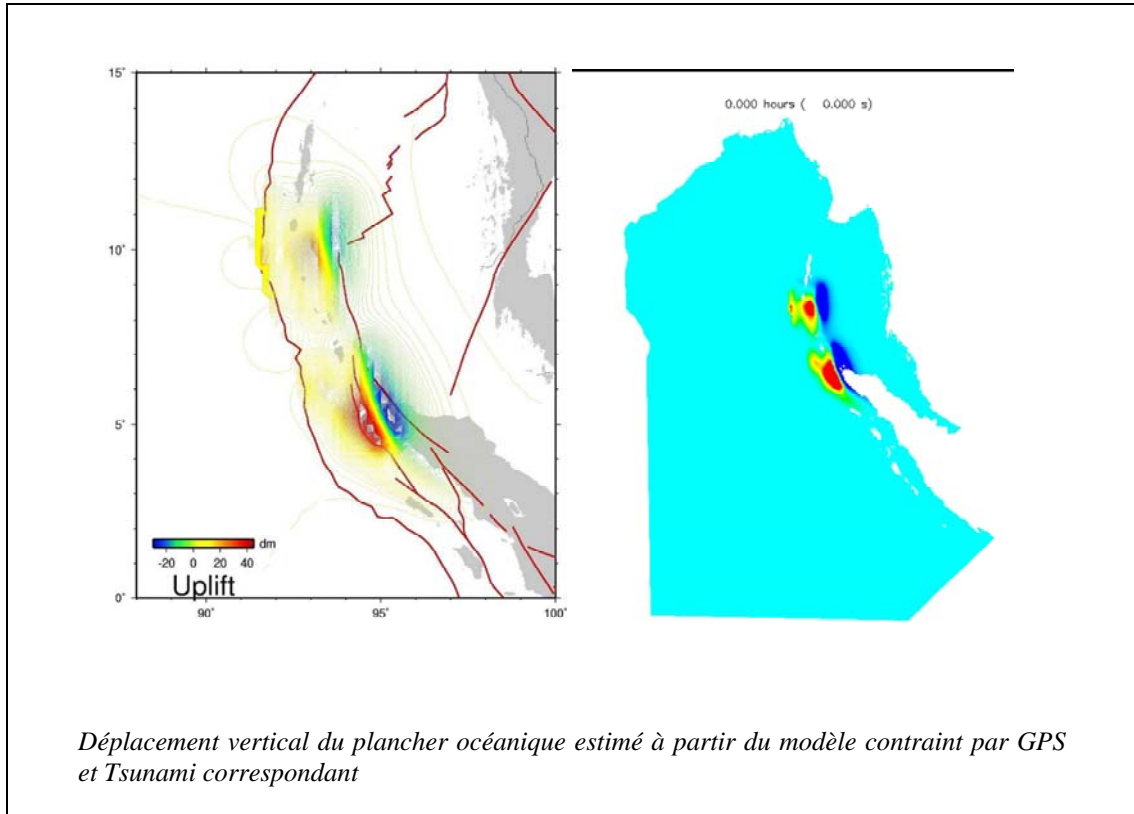 15°
10°
5°
0°
90°
95°
100°
-20 0 20 40 dm
Uplift
0.000 hours ( 0.000 s)
Déplacement vertical du plancher océanique estimé à partir du modèle contraint par GPS
et Tsunami correspondant